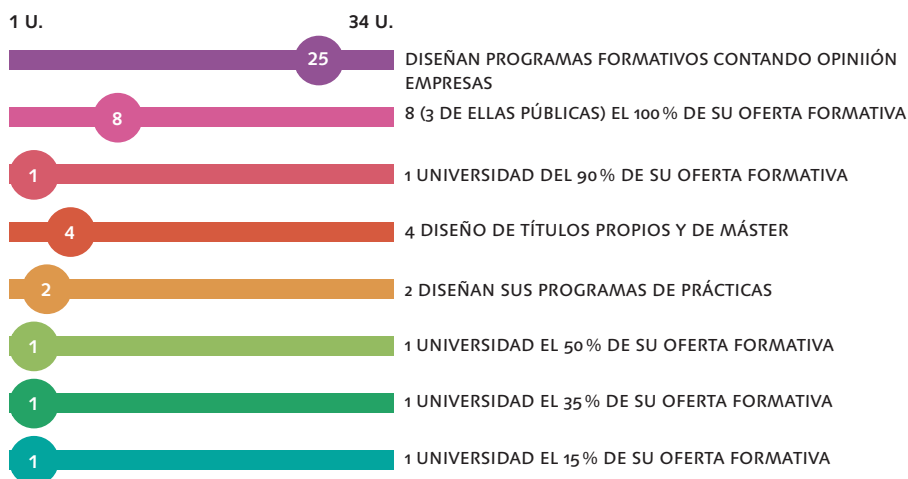 1 U. 34 U.
25 DISEÑAN PROGRAMAS FORMATIVOS CONTANDO OPINIIÓN
EMPRESAS
8 8 (3 DE ELLAS PÚBLICAS) EL 100% DE SU OFERTA FORMATIVA
1 1 UNIVERSIDAD DEL 90% DE SU OFERTA FORMATIVA
4 4 DISEÑO DE TÍTULOS PROPIOS Y DE MÁSTER
2 2 DISEÑAN SUS PROGRAMAS DE PRÁCTICAS
1 1 UNIVERSIDAD EL 50% DE SU OFERTA FORMATIVA
1 1 UNIVERSIDAD EL 35% DE SU OFERTA FORMATIVA
1 1 UNIVERSIDAD EL 15% DE SU OFERTA FORMATIVA